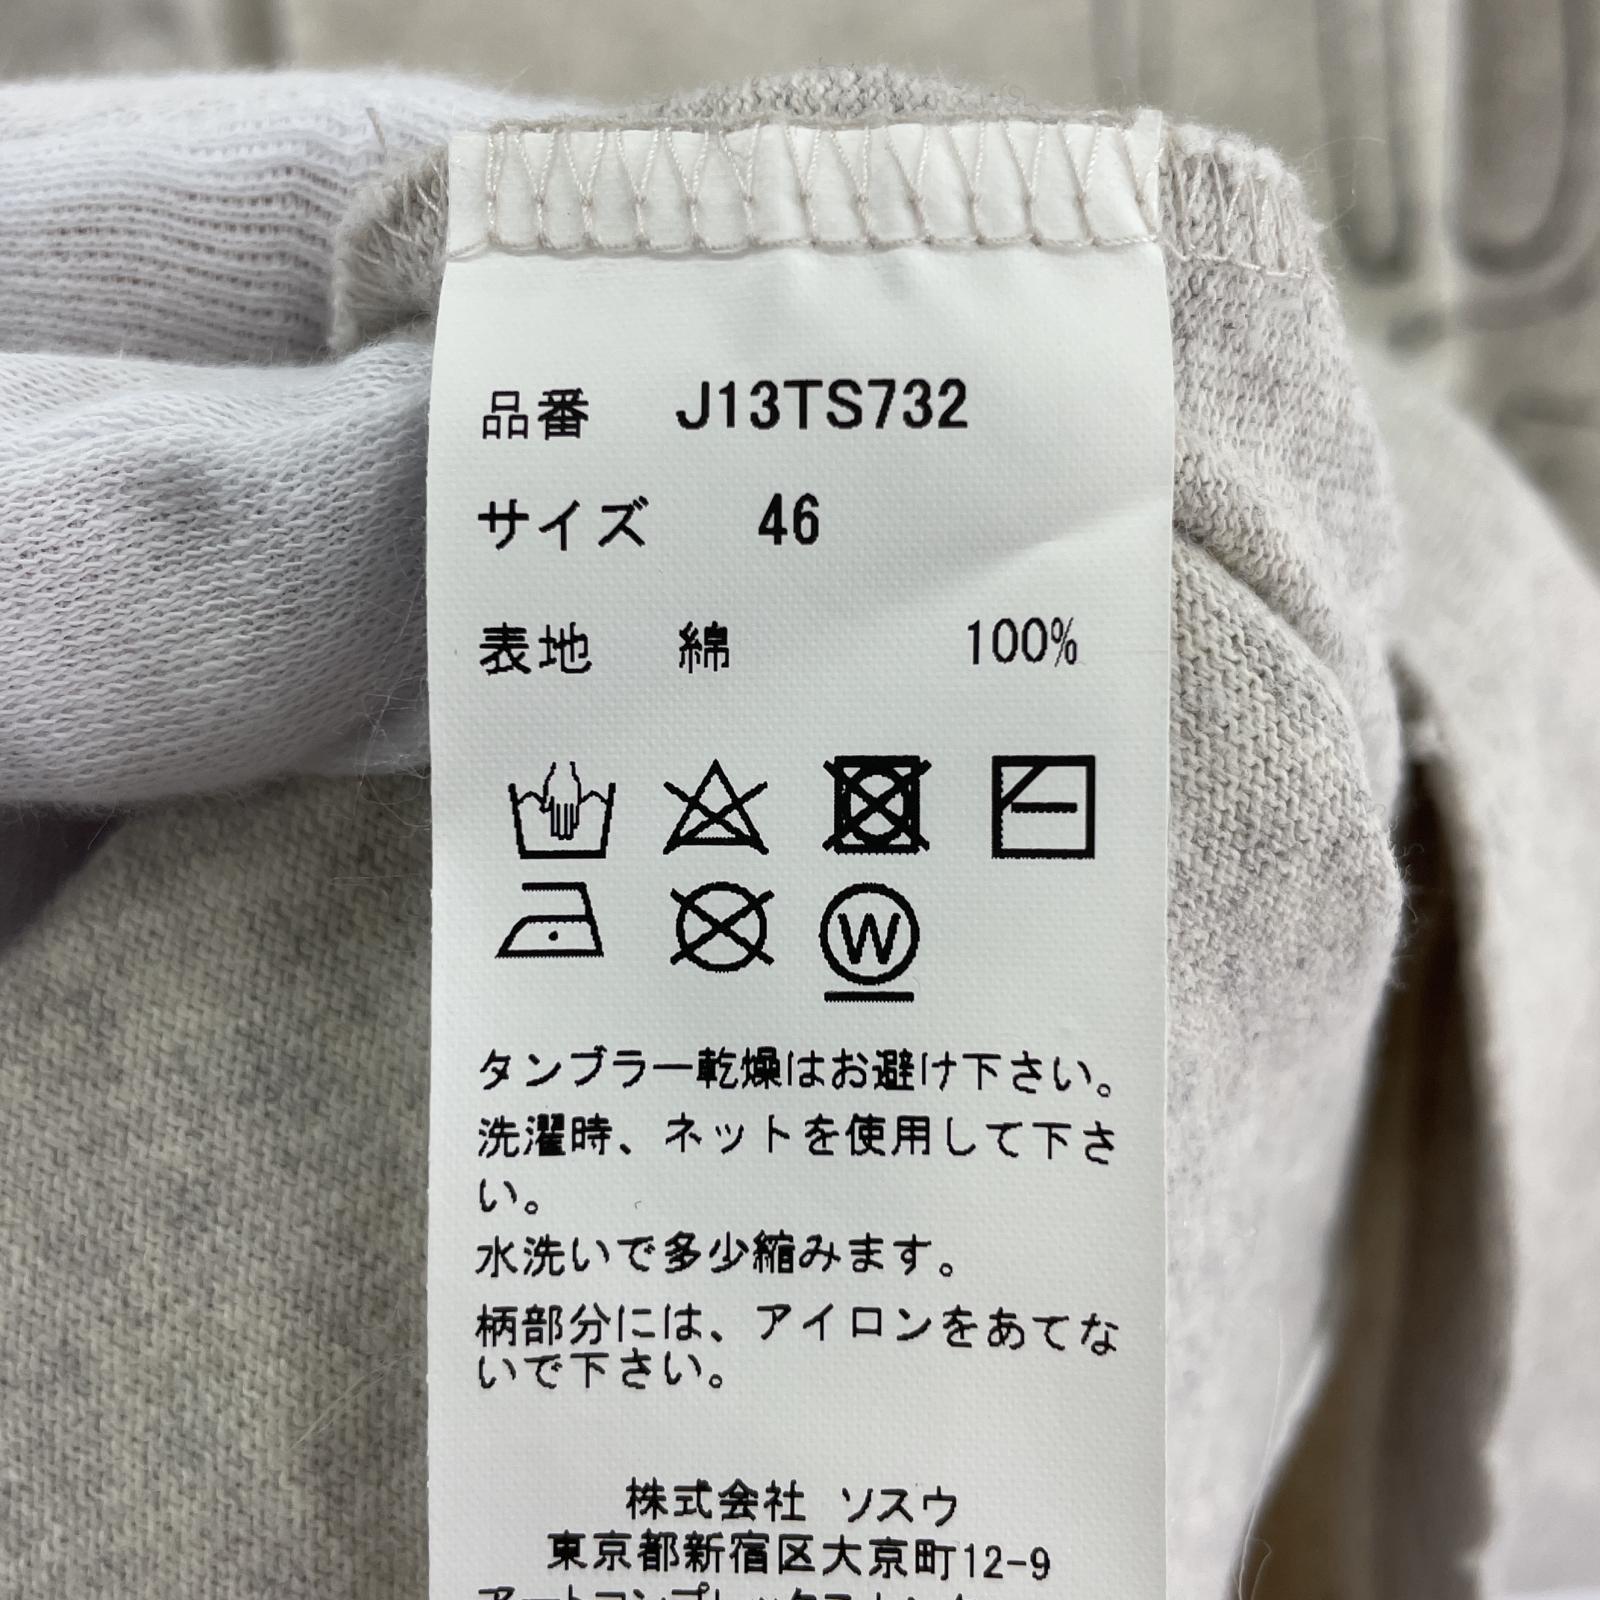 品番 J13TS732
サイズ 46
表地 綿 100%
W
タンブラー乾燥はお避け下さい。
洗濯時、ネットを使用して下さ
い。
水洗いで多少縮みます。
柄部分には、アイロンをあてな
いで下さい。
株式会社 ソスウ
東京都新宿区大京町12-9